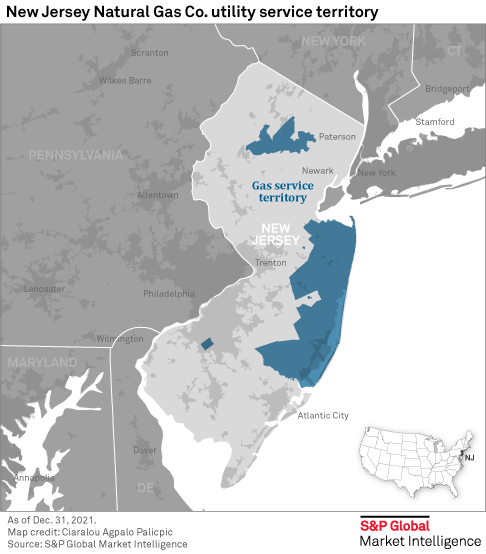 New Jersey Natural Gas Co. utility service territory
NEW YORK
CT
Scranton
Wilkes Barre
Bridgeport
Stamford
Paterson
PENNSYLVANIA
Newark
New York
Allentown
Gas service
territory
NEW
JERSEY
Trenton
Lancaster
Philadelphia
Wilmington
MARYLAND
Atlantic City
Dover
Annapolis
DE
NJ
As of Dec. 31, 2021.
Map credit: Ciaralou Agpalo Palicpic
Source: S&P Global Market Intelligence
S&P Global
Market Intelligence